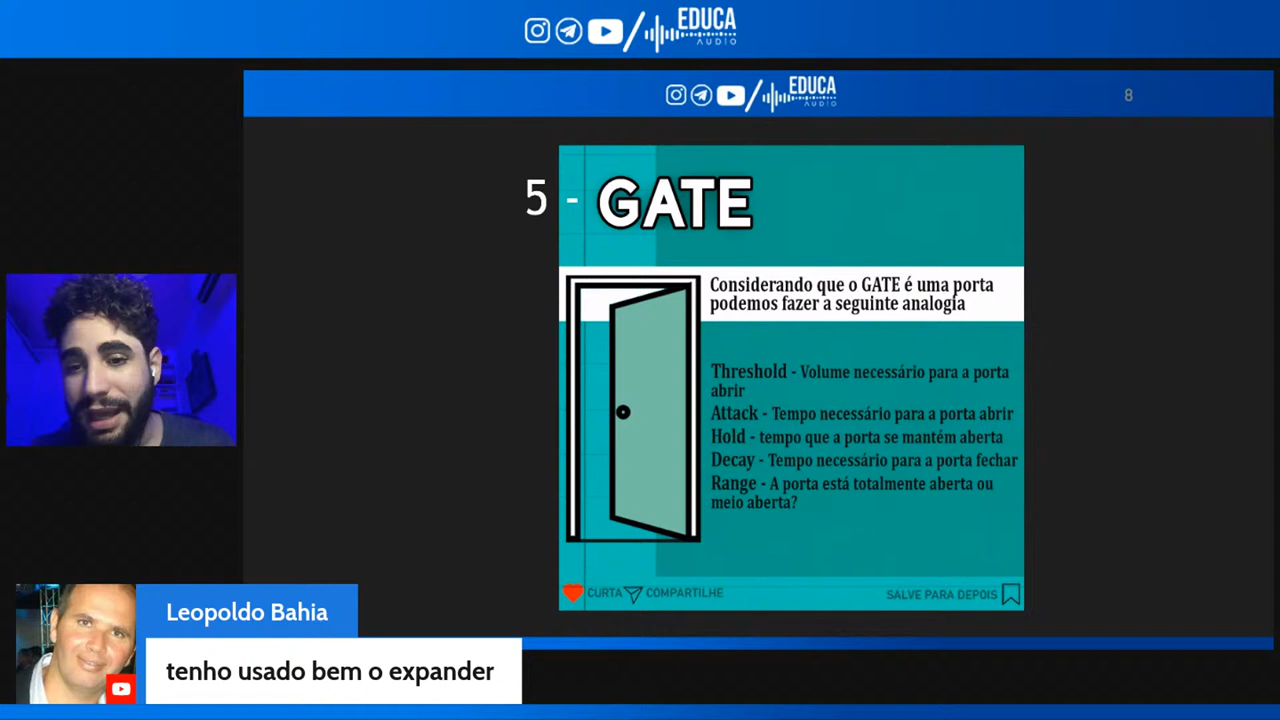 EDUCA
AUDIO
EDUCA
AUDIO
8
5 - GATE
Considerando que o GATE é uma porta
podemos fazer a seguinte analogia
Threshold - Volume necessário para a porta
abrir
Attack - Tempo necessário para a porta abrir
Hold - tempo que a porta se mantém aberta
Decay - Tempo necessário para a porta fechar
Range - A porta está totalmente aberta ou
meio aberta?
CURTA COMPARTILHE SALVE PARA DEPOIS
Leopoldo Bahia
tenho usado bem o expander